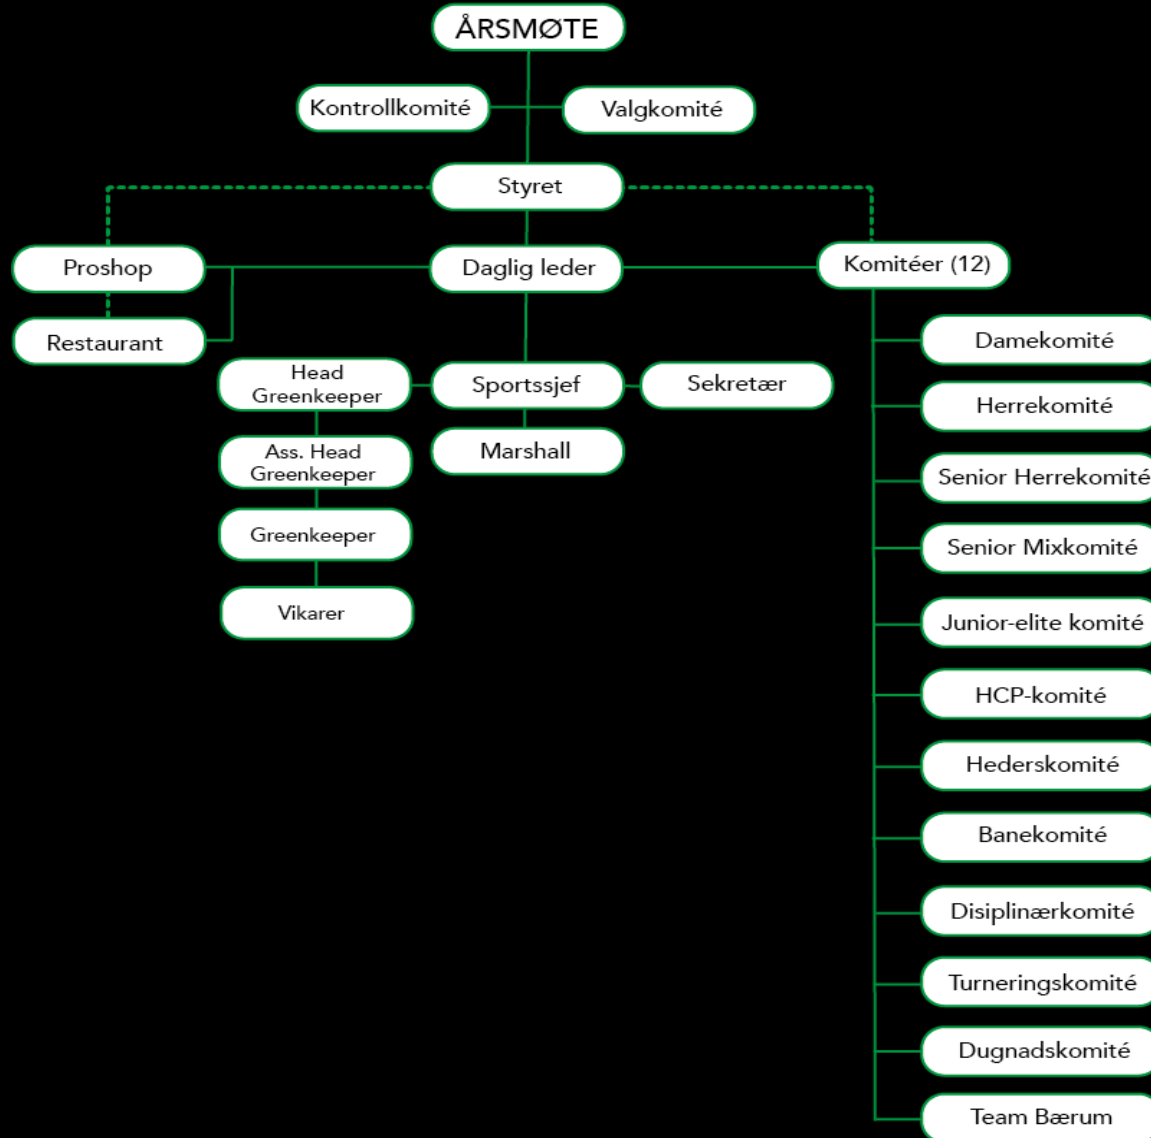 ÅRSMØTE
Kontrollkomité
Valgkomité
Styret
Proshop
Daglig leder
Komitéer (12)
Restaurant
Head
Greenkeeper
Sportssjef
Sekretær
Ass. Head
Greenkeeper
Marshall
Greenkeeper
Vikarer
Damekomité
Herrekomité
Senior Herrekomité
Senior Mixkomité
Junior-elite komité
HCP-komité
Hederskomité
Banekomité
Disiplinærkomité
Turneringskomité
Dugnadskomité
Team Bærum